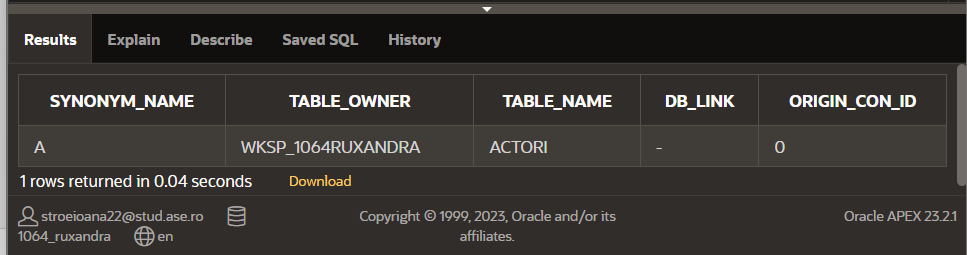 Results Explain Describe Saved SQL History
SYNONYM_NAME TABLE_OWNER TABLE_NAME DB_LINK ORIGIN_CON_ID
A WKSP_1064RUXANDRA ACTORI - 0
1 rows returned in 0.04 seconds Download
stroeioana22@stud.ase.ro
1064_ruxandra en
Copyright © 1999, 2023, Oracle and/or its
affiliates.
Oracle APEX 23.2.1